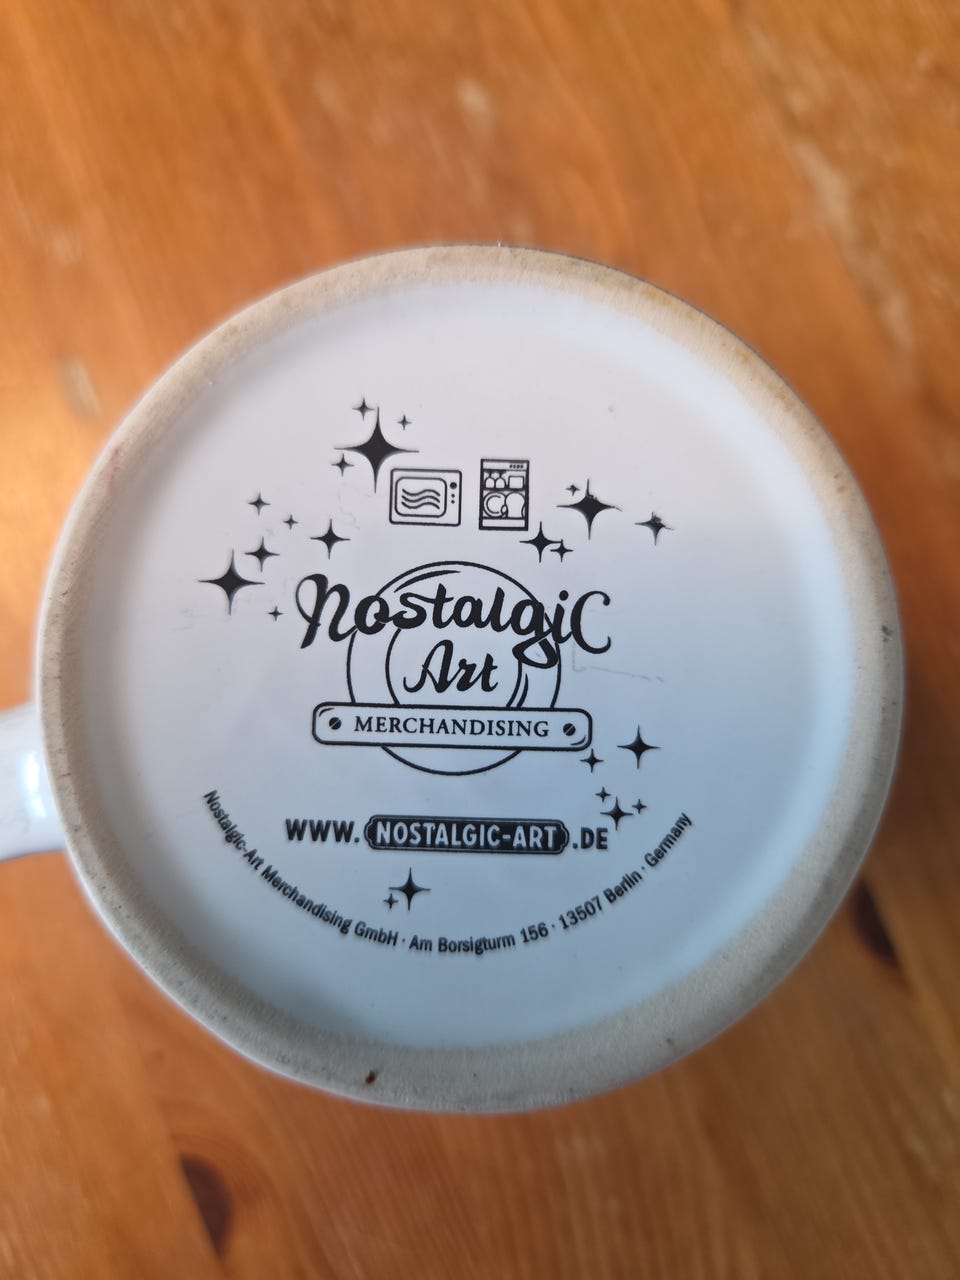 Nostalgic
Art
MERCHANDISING
WWW.NOSTALGIC-ART.DE
Nostalgic-Art Merchandising GmbH · Am Borsigturm 156 · 13507 Berlin · Germany